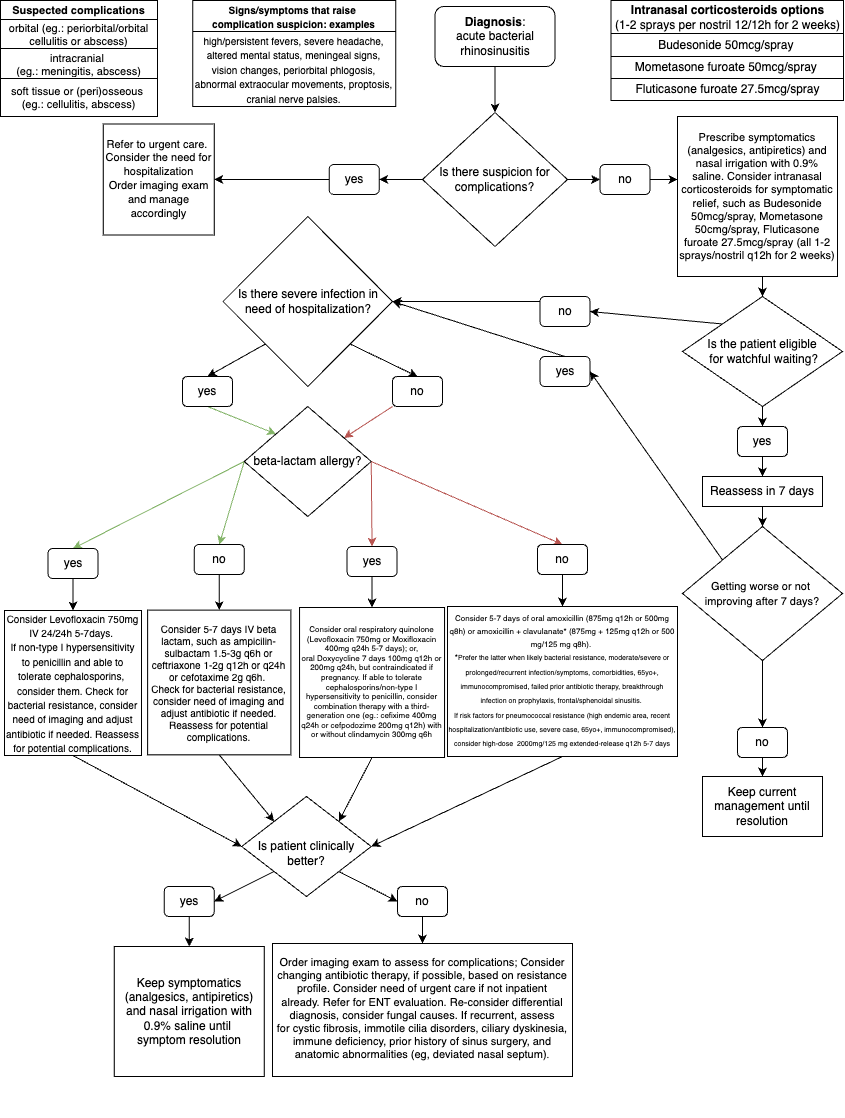 Suspected complications
orbital (eg.: periorbital/orbital
cellulitis or abscess)
intracranial
(eg.: meningitis, abscess)
soft tissue or (peri)osseous
(eg.: cellulitis, abscess)
Signs/symptoms that raise
complication suspicion: examples
high/persistent fevers, severe headache,
altered mental status, meningeal signs,
vision changes, periorbital phlogosis,
abnormal extraocular movements, proptosis,
cranial nerve palsies.
Diagnosis:
acute bacterial
rhinosinusitis
Intranasal corticosteroids options
(1-2 sprays per nostril 12/12h for 2 weeks)
Budesonide 50mcg/spray
Mometasone furoate 50mcg/spray
Fluticasone furoate 27.5mcg/spray
Refer to urgent care.
Consider the need for
hospitalization
Order imaging exam
and manage
accordingly
yes
Is there suspicion for
complications?
no
Prescribe symptomatics
(analgesics, antipiretics) and
nasal irrigation with 0.9%
saline. Consider intranasal
corticosteroids for symptomatic
relief, such as Budesonide
50mcg/spray, Mometasone
50cmg/spray, Fluticasone
furoate 27.5mcg/spray (all 1-2
sprays/nostril q12h for 2 weeks)
Is there severe infection in
need of hospitalization?
no
Is the patient eligible
for watchful waiting?
yes
yes
no
yes
beta-lactam allergy?
Reassess in 7 days
yes
no
yes
no
Getting worse or not
improving after 7 days?
Consider Levofloxacin 750mg
IV 24/24h 5-7days.
If non-type I hypersensitivity
to penicillin and able to
tolerate cephalosporins,
consider them. Check for
bacterial resistance, consider
need of imaging and adjust
antibiotic if needed. Reassess
for potential complications.
Consider 5-7 days IV beta
lactam, such as ampicilin-
sulbactam 1.5-3g q6h or
ceftriaxone 1-2g q12h or q24h
or cefotaxime 2g q6h.
Check for bacterial resistance,
consider need of imaging and
adjust antibiotic if needed.
Reassess for potential
complications.
Consider oral respiratory quinolone
(Levofloxacin 750mg or Moxifloxacin
400mg q24h 5-7 days); or,
oral Doxycycline 7 days 100mg q12h or
200mg q24h, but contraindicated if
pregnancy. If able to tolerate
cephalosporins/non-type I
hypersensitivity to penicillin, consider
combination therapy with a third-
generation one (eg.: cefixime 400mg
q24h or cefpodozime 200mg q12h) with
or without clindamycin 300mg q6h
Consider 5-7 days of oral amoxicillin (875mg q12h or 500mg
q8h) or amoxicillin + clavulanate* (875mg + 125mg q12h or 500
mg/125 mg q8h).
*Prefer the latter when likely bacterial resistance, moderate/severe or
prolonged/recurrent infection/symptoms, comorbidities, 65yo+,
immunocompromised, failed prior antibiotic therapy, breakthrough
infection on prophylaxis, frontal/sphenoidal sinusitis.
If risk factors for pneumococcal resistance (high endemic area, recent
hospitalization/antibiotic use, severe case, 65yo+, immunocompromised),
consider high-dose 2000mg/125 mg extended-release q12h 5-7 days
no
Keep current
management until
resolution
Is patient clinically
better?
yes
no
Keep symptomatics
(analgesics, antipiretics)
and nasal irrigation with
0.9% saline until
symptom resolution
Order imaging exam to assess for complications; Consider
changing antibiotic therapy, if possible, based on resistance
profile. Consider need of urgent care if not inpatient
already. Refer for ENT evaluation. Re-consider differential
diagnosis, consider fungal causes. If recurrent, assess
for cystic fibrosis, immotile cilia disorders, ciliary dyskinesia,
immune deficiency, prior history of sinus surgery, and
anatomic abnormalities (eg, deviated nasal septum).